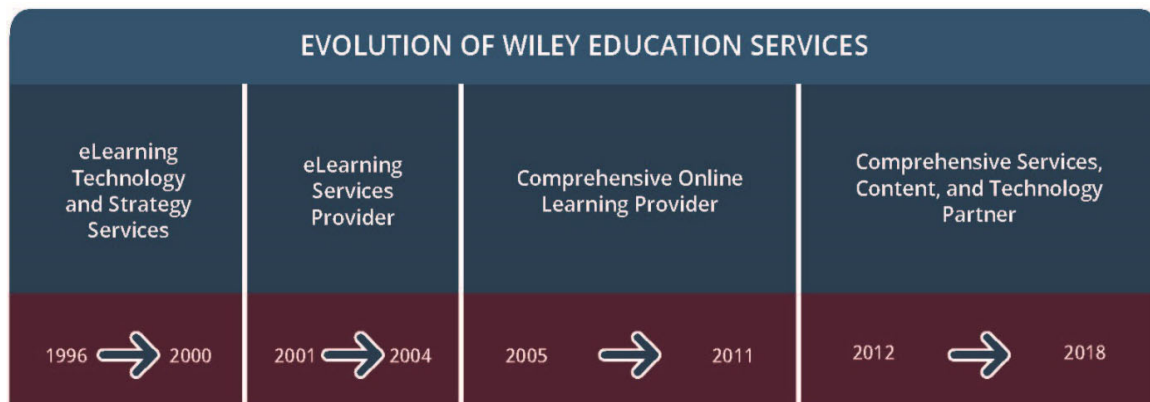 EVOLUTION OF WILEY EDUCATION SERVICES
eLearning
Technology
and Strategy
Services
eLearning
Services
Provider
Comprehensive Online
Learning Provider
Comprehensive Services,
Content, and Technology
Partner
1996 2000
2001 2004
2005 2011
2012 2018